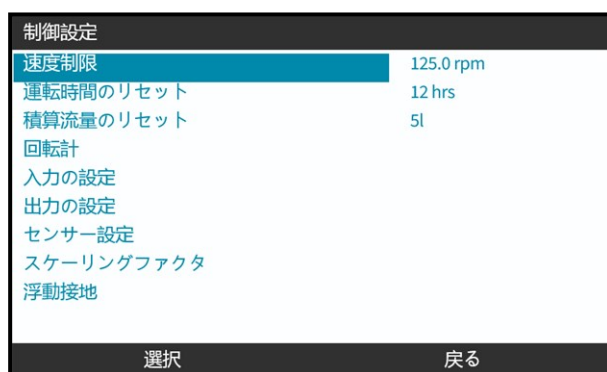 制御設定
速度制限 125.0 rpm
運転時間のリセット 12 hrs
積算流量のリセット 5l
回転計
入力の設定
出力の設定
センサー設定
スケーリングファクタ
浮動接地
選択 戻る